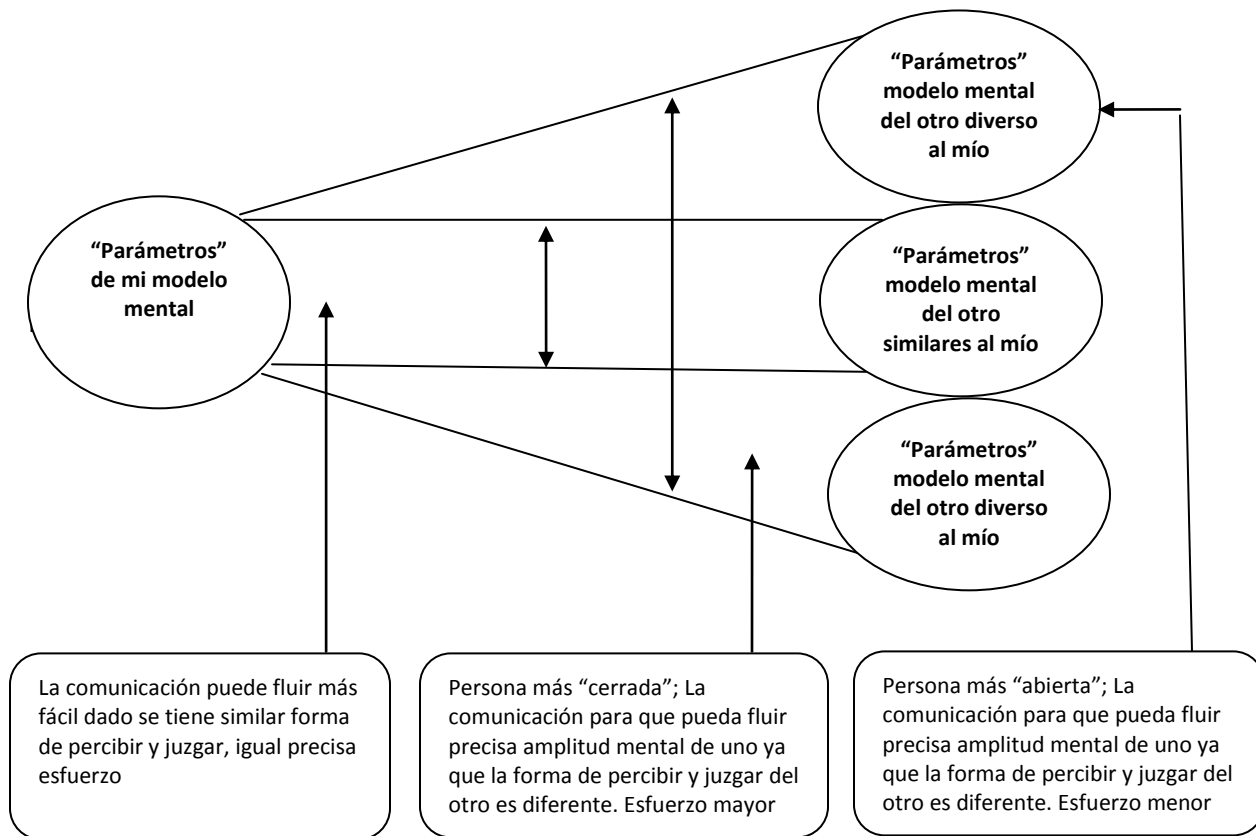 “Parámetros”
modelo mental
del otro diverso
al mío
“Parámetros”
de mi modelo
mental
“Parámetros”
modelo mental
del otro
similares al mío
“Parámetros”
modelo mental
del otro diverso
al mío
La comunicación puede fluir más
fácil dado se tiene similar forma
de percibir y juzgar, igual precisa
esfuerzo
Persona más “cerrada”; La
comunicación para que pueda fluir
precisa amplitud mental de uno ya
que la forma de percibir y juzgar del
otro es diferente. Esfuerzo mayor
Persona más “abierta”; La
comunicación para que pueda fluir
precisa amplitud mental de uno ya
que la forma de percibir y juzgar del
otro es diferente. Esfuerzo menor